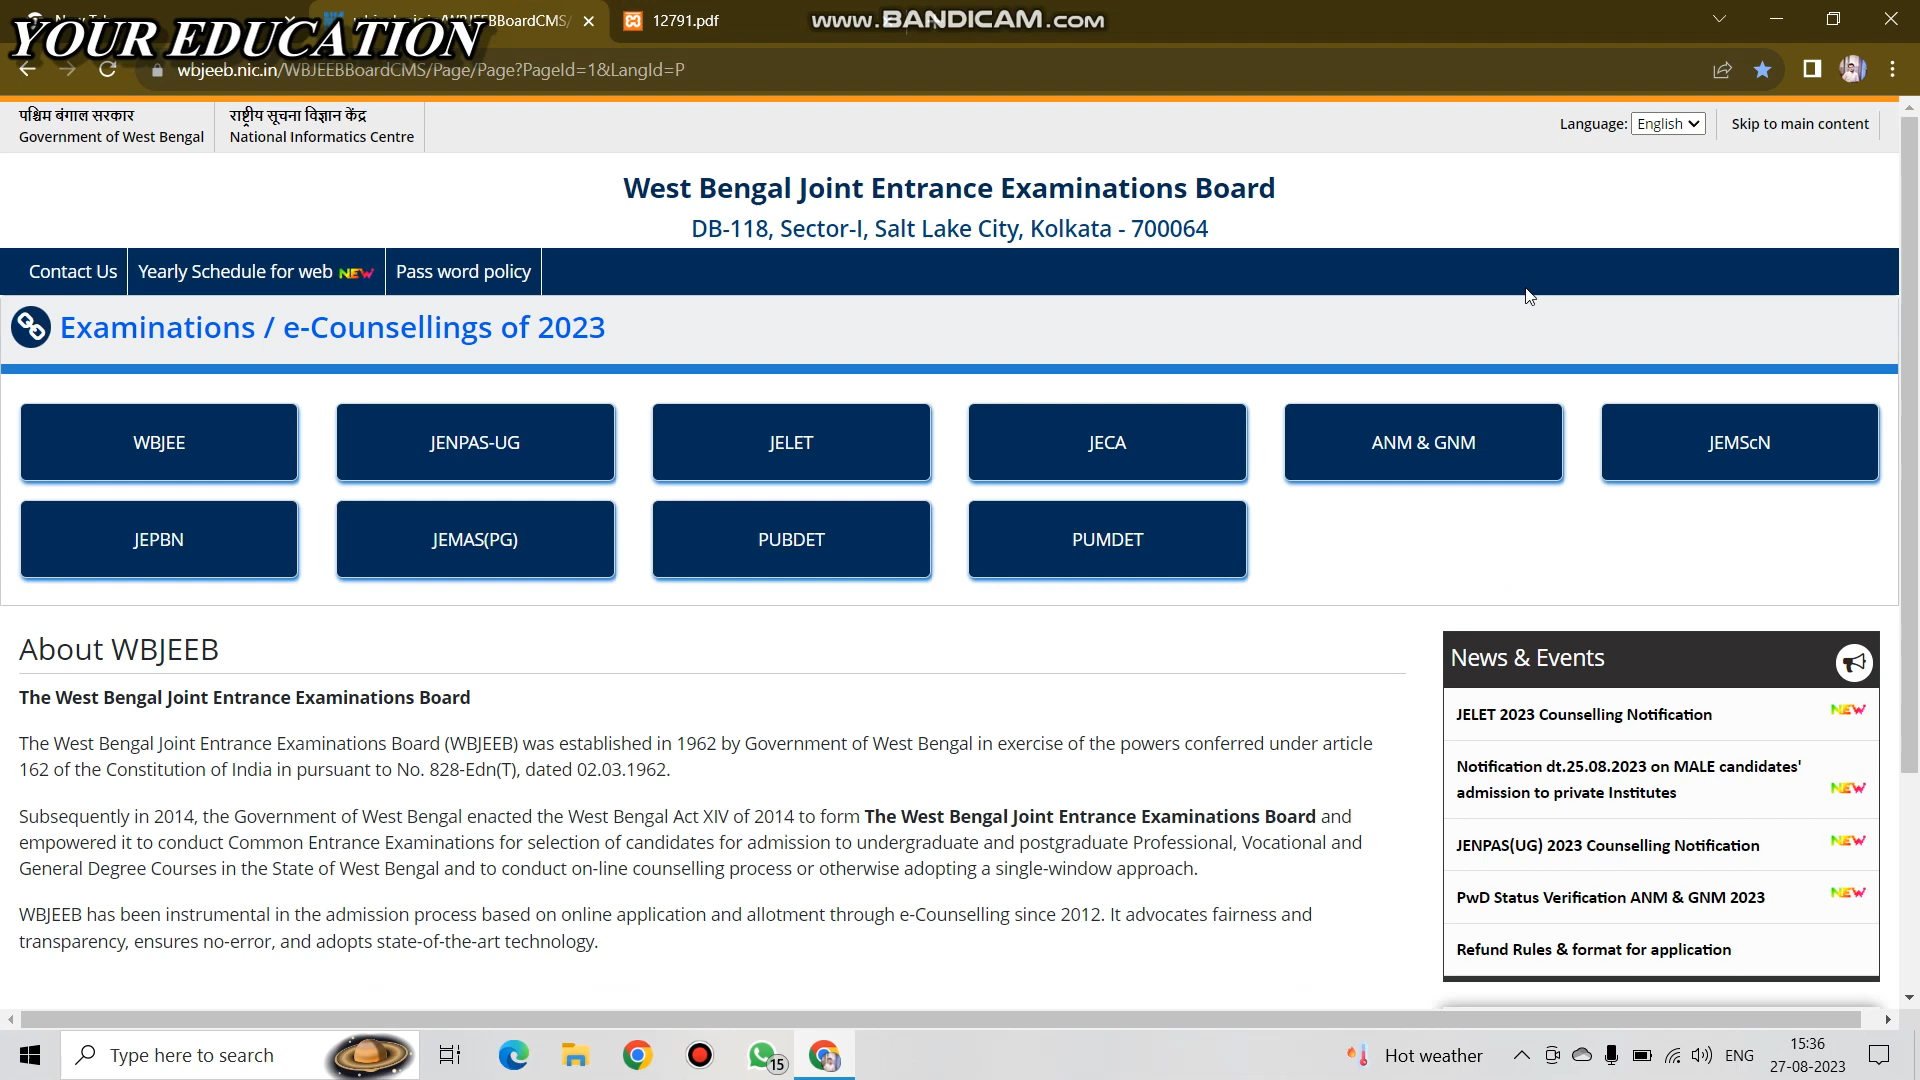 YOUR EDUCATION
12791.pdf
www.BANDICAM.com
wbjeeb.nic.in/WBJEEBBoardCMS/Page/Page?PageId=1&LangId=P
पश्चिम बंगाल सरकार
Government of West Bengal
राष्ट्रीय सूचना विज्ञान केंद्र
National Informatics Centre
Language: English
Skip to main content
West Bengal Joint Entrance Examinations Board
DB-118, Sector-I, Salt Lake City, Kolkata - 700064
Contact Us
Yearly Schedule for web NEW
Pass word policy
Examinations / e-Counsellings of 2023
WBJEE
JENPAS-UG
JELET
JECA
ANM & GNM
JEMScN
JEPBN
JEMAS(PG)
PUBDET
PUMDET
About WBJEEB
The West Bengal Joint Entrance Examinations Board
The West Bengal Joint Entrance Examinations Board (WBJEEB) was established in 1962 by Government of West Bengal in exercise of the powers conferred under article
162 of the Constitution of India in pursuant to No. 828-Edn(T), dated 02.03.1962.
Subsequently in 2014, the Government of West Bengal enacted the West Bengal Act XIV of 2014 to form The West Bengal Joint Entrance Examinations Board and
empowered it to conduct Common Entrance Examinations for selection of candidates for admission to undergraduate and postgraduate Professional, Vocational and
General Degree Courses in the State of West Bengal and to conduct on-line counselling process or otherwise adopting a single-window approach.
WBJEEB has been instrumental in the admission process based on online application and allotment through e-Counselling since 2012. It advocates fairness and
transparency, ensures no-error, and adopts state-of-the-art technology.
News & Events
JELET 2023 Counselling Notification NEW
Notification dt.25.08.2023 on MALE candidates'
admission to private Institutes NEW
JENPAS(UG) 2023 Counselling Notification NEW
PwD Status Verification ANM & GNM 2023 NEW
Refund Rules & format for application
Type here to search
15
Hot weather
ENG
15:36
27-08-2023